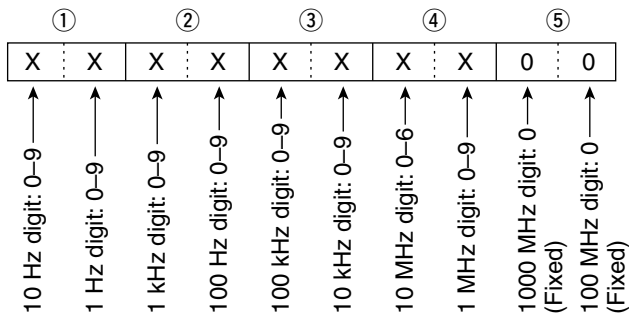 ① ② ③ ④ ⑤
X X X X X X X X 0 0
10 Hz digit: 0–9
1 Hz digit: 0–9
1 kHz digit: 0–9
100 Hz digit: 0–9
100 kHz digit: 0–9
10 kHz digit: 0–9
10 MHz digit: 0–6
1 MHz digit: 0–9
1000 MHz digit: 0
(Fixed)
100 MHz digit: 0
(Fixed)